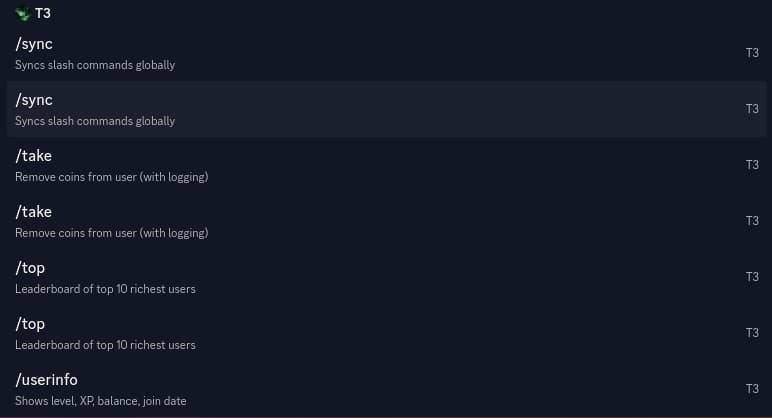 T3
/sync
Syncs slash commands globally
T3
/sync
Syncs slash commands globally
T3
/take
Remove coins from user (with logging)
T3
/take
Remove coins from user (with logging)
T3
/top
Leaderboard of top 10 richest users
T3
/top
Leaderboard of top 10 richest users
T3
/userinfo
Shows level, XP, balance, join date
T3